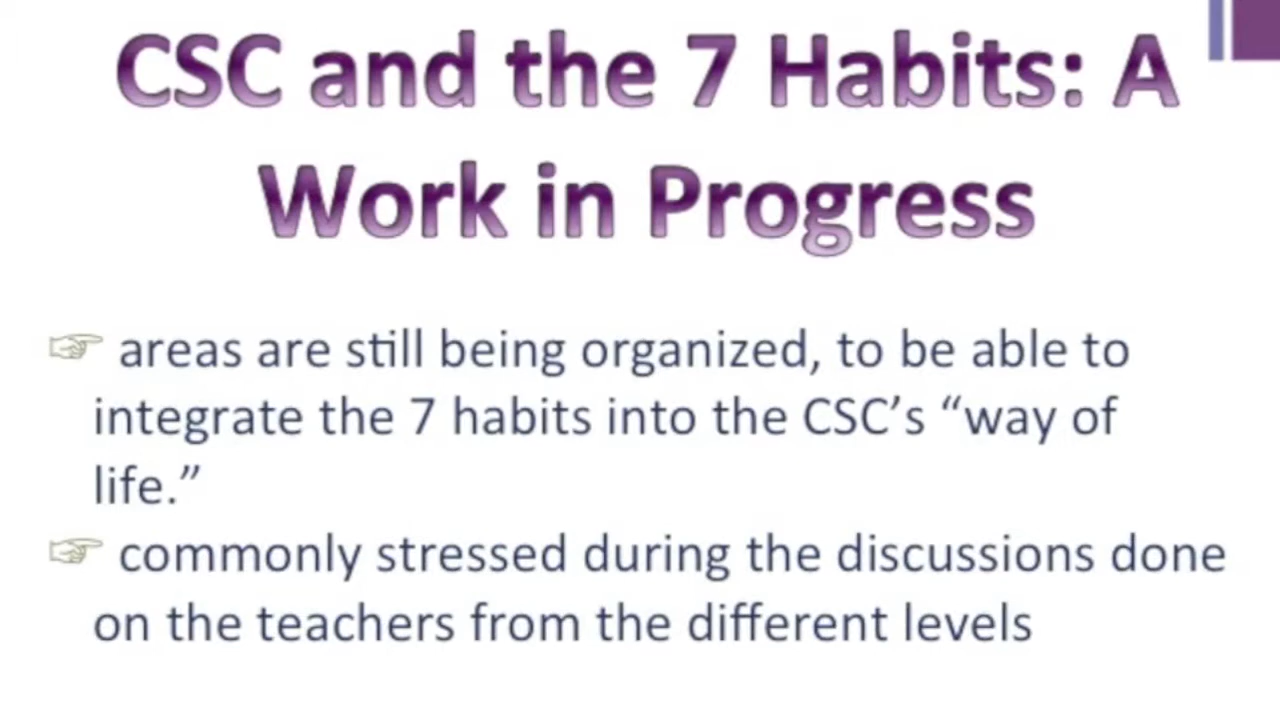 CSC and the 7 Habits: A
Work in Progress
☞ areas are still being organized, to be able to
integrate the 7 habits into the CSC’s “way of
life.”
☞ commonly stressed during the discussions done
on the teachers from the different levels